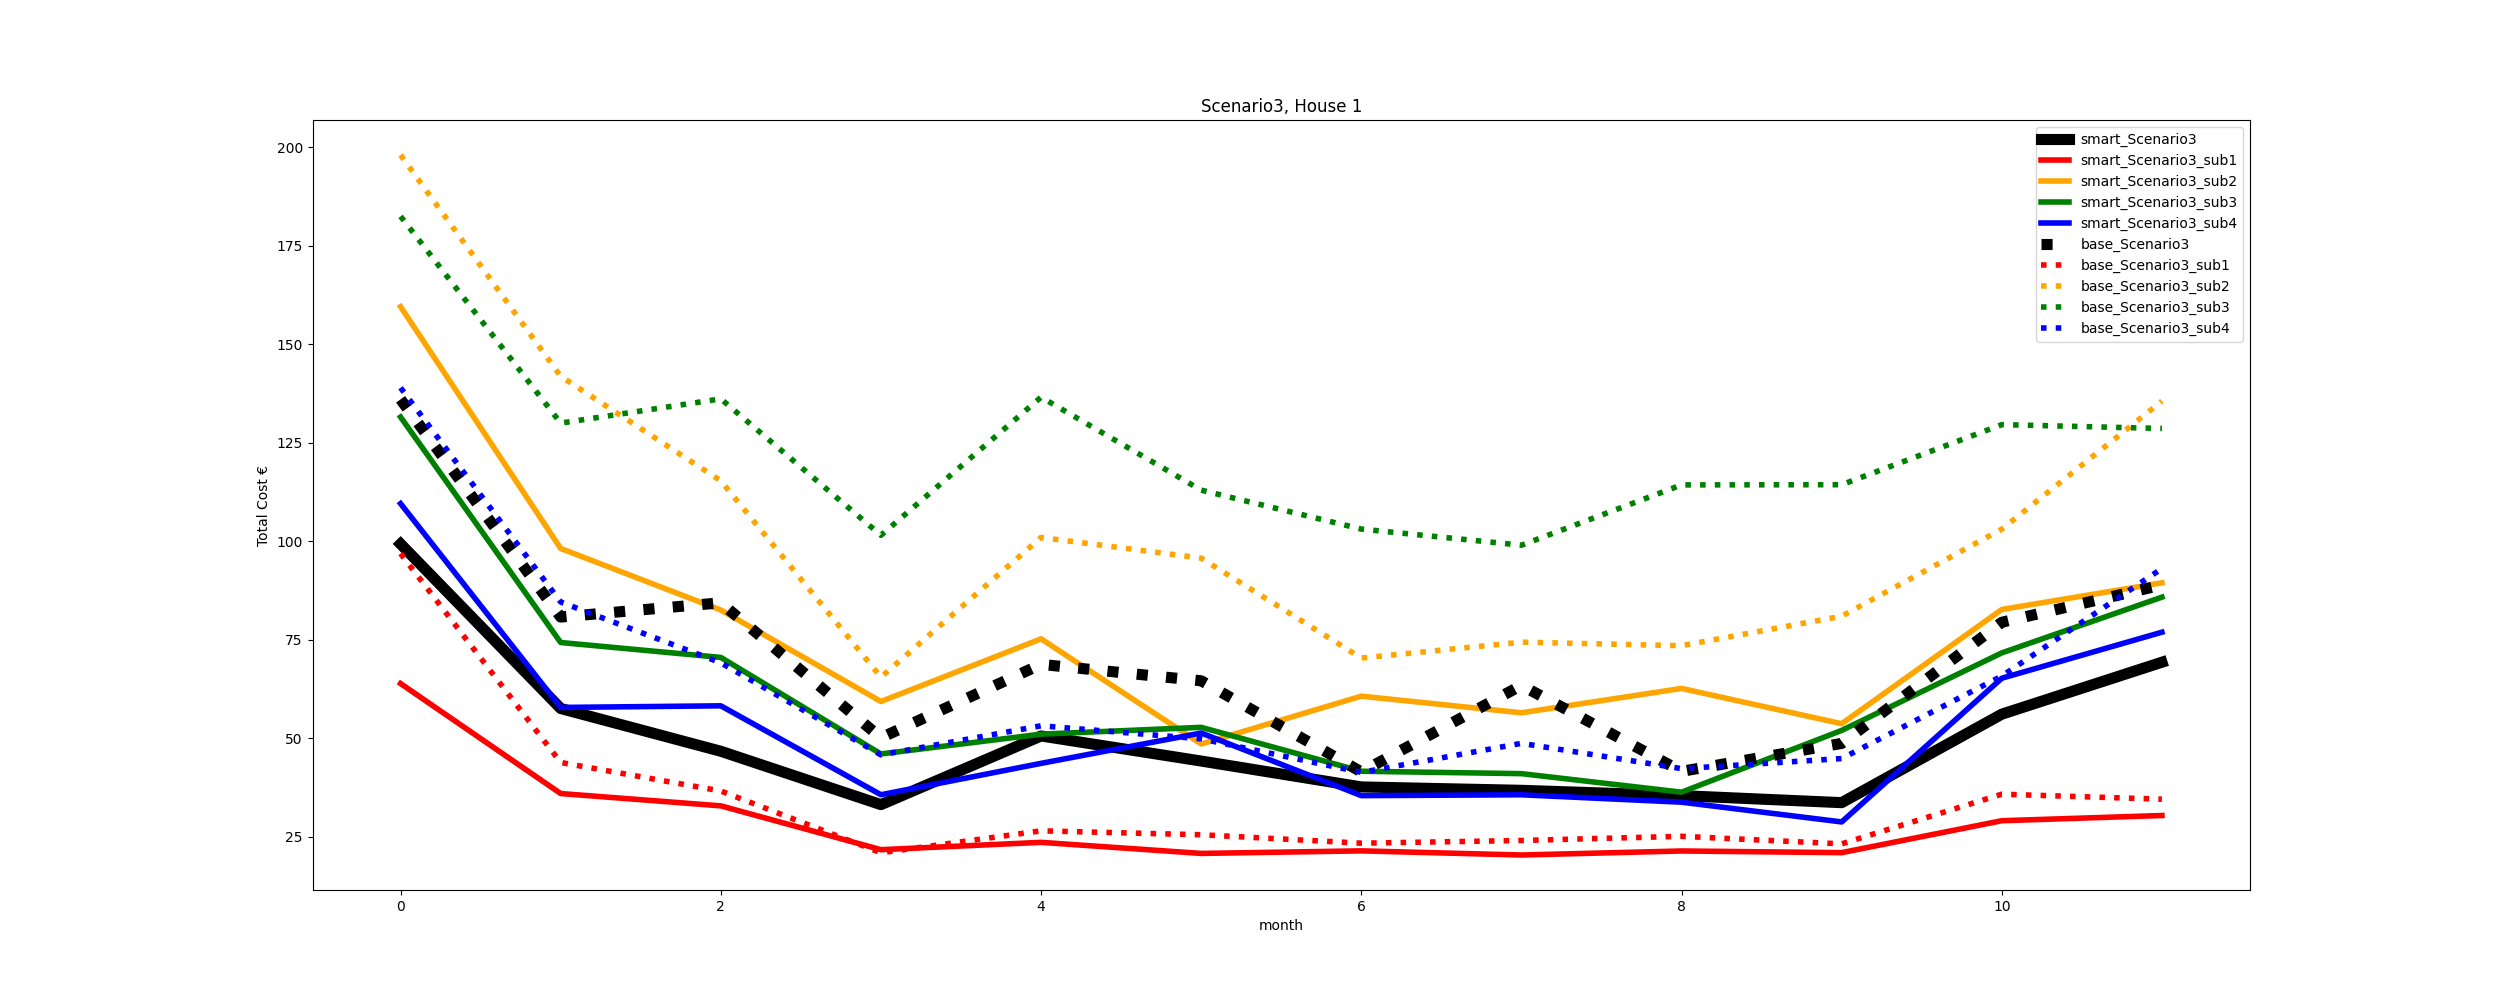 Scenario3, House 1
smart_Scenario3
smart_Scenario3_sub1
smart_Scenario3_sub2
smart_Scenario3_sub3
smart_Scenario3_sub4
base_Scenario3
base_Scenario3_sub1
base_Scenario3_sub2
base_Scenario3_sub3
base_Scenario3_sub4
Total Cost €
200
175
150
125
100
75
50
25
0 2 4 6 8 10
month